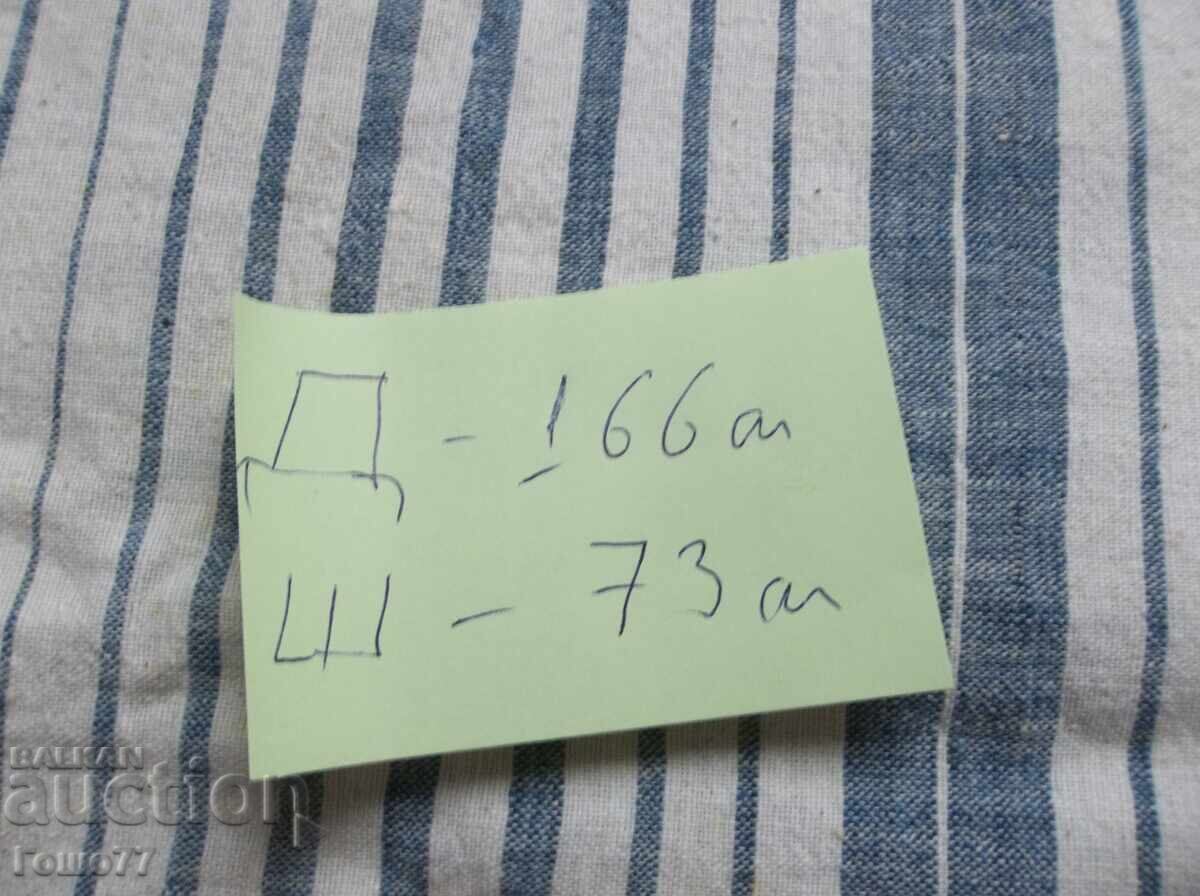 Д - 166 см
Ш - 73 см
BALKAN
auction
Гошо77